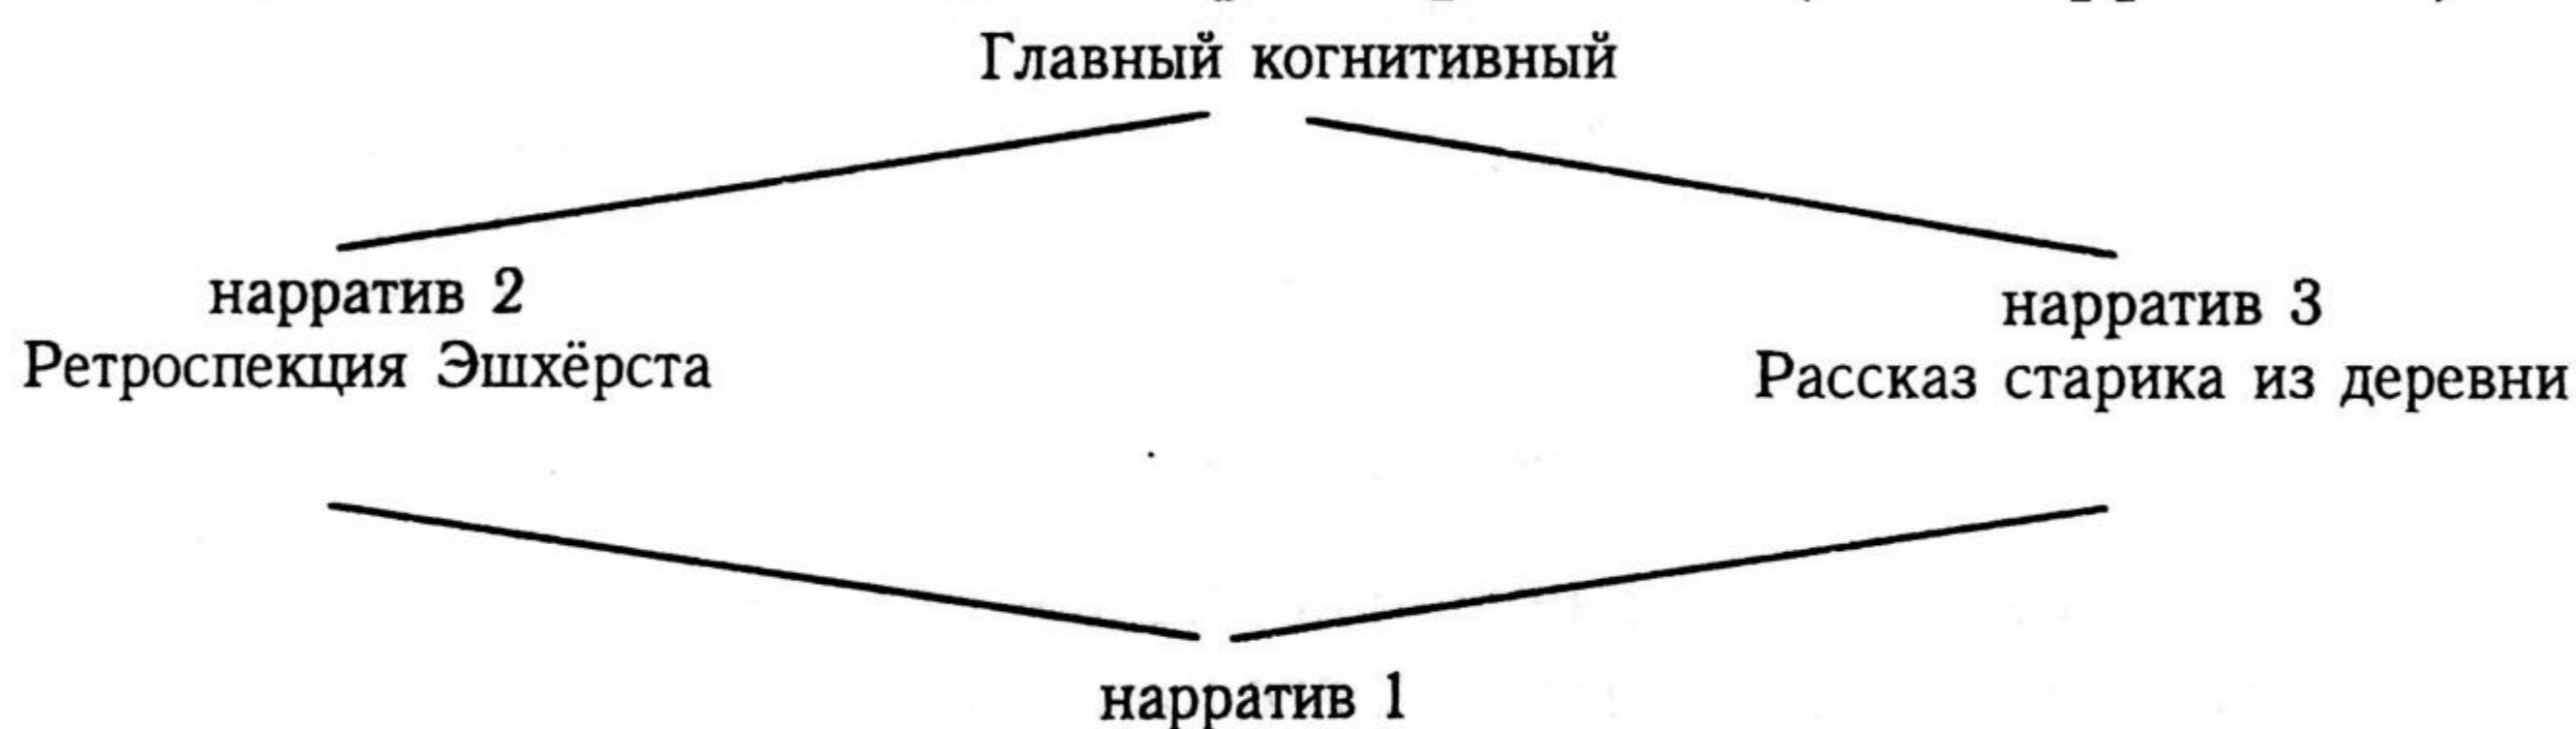 Главный когнитивный
нарратив 2
нарратив 3
Ретроспекция Эшхёрста
Рассказ старика из деревни
нарратив 1